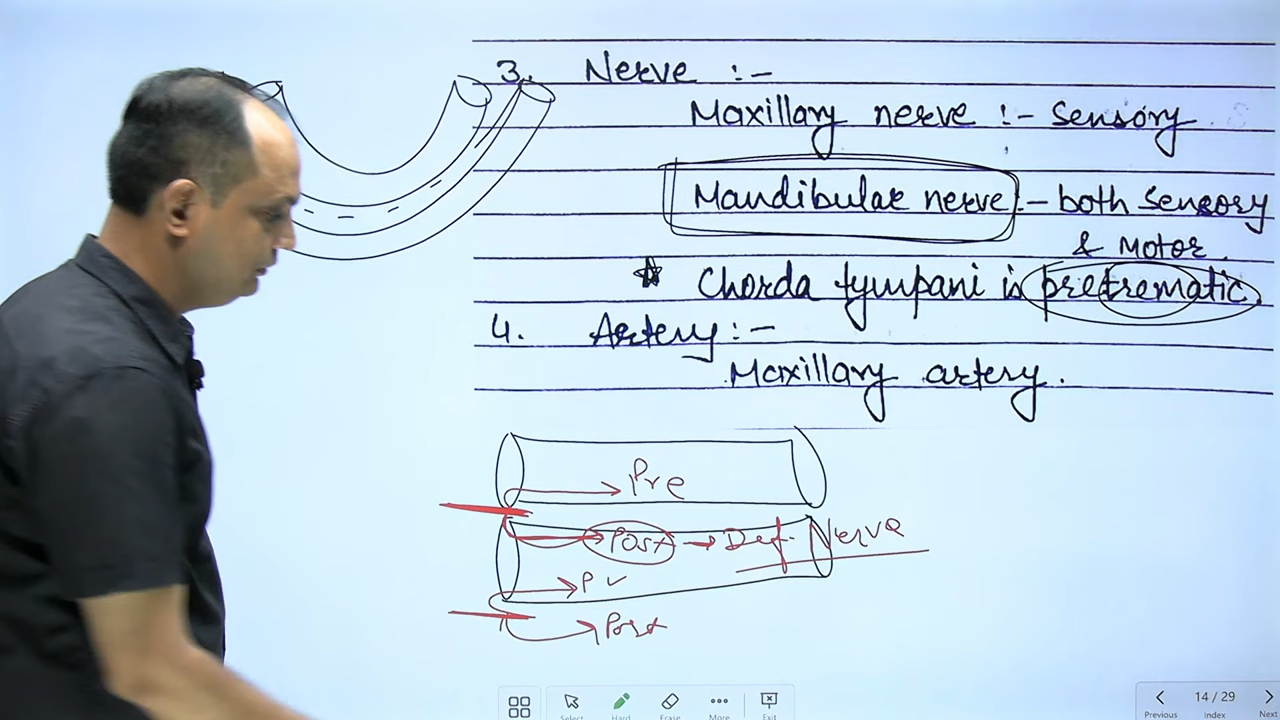 3. Nerve :-
Maxillary nerve :- Sensory
Mandibular nerve :- both Sensory
& Motor.
Chorda tympani is pretrematic
4. Artery :-
Maxillary artery.
Pre
Post → Def. Nerve
Post
Select
Hard
Erase
More
Exit
14 / 29
Previous Index Next